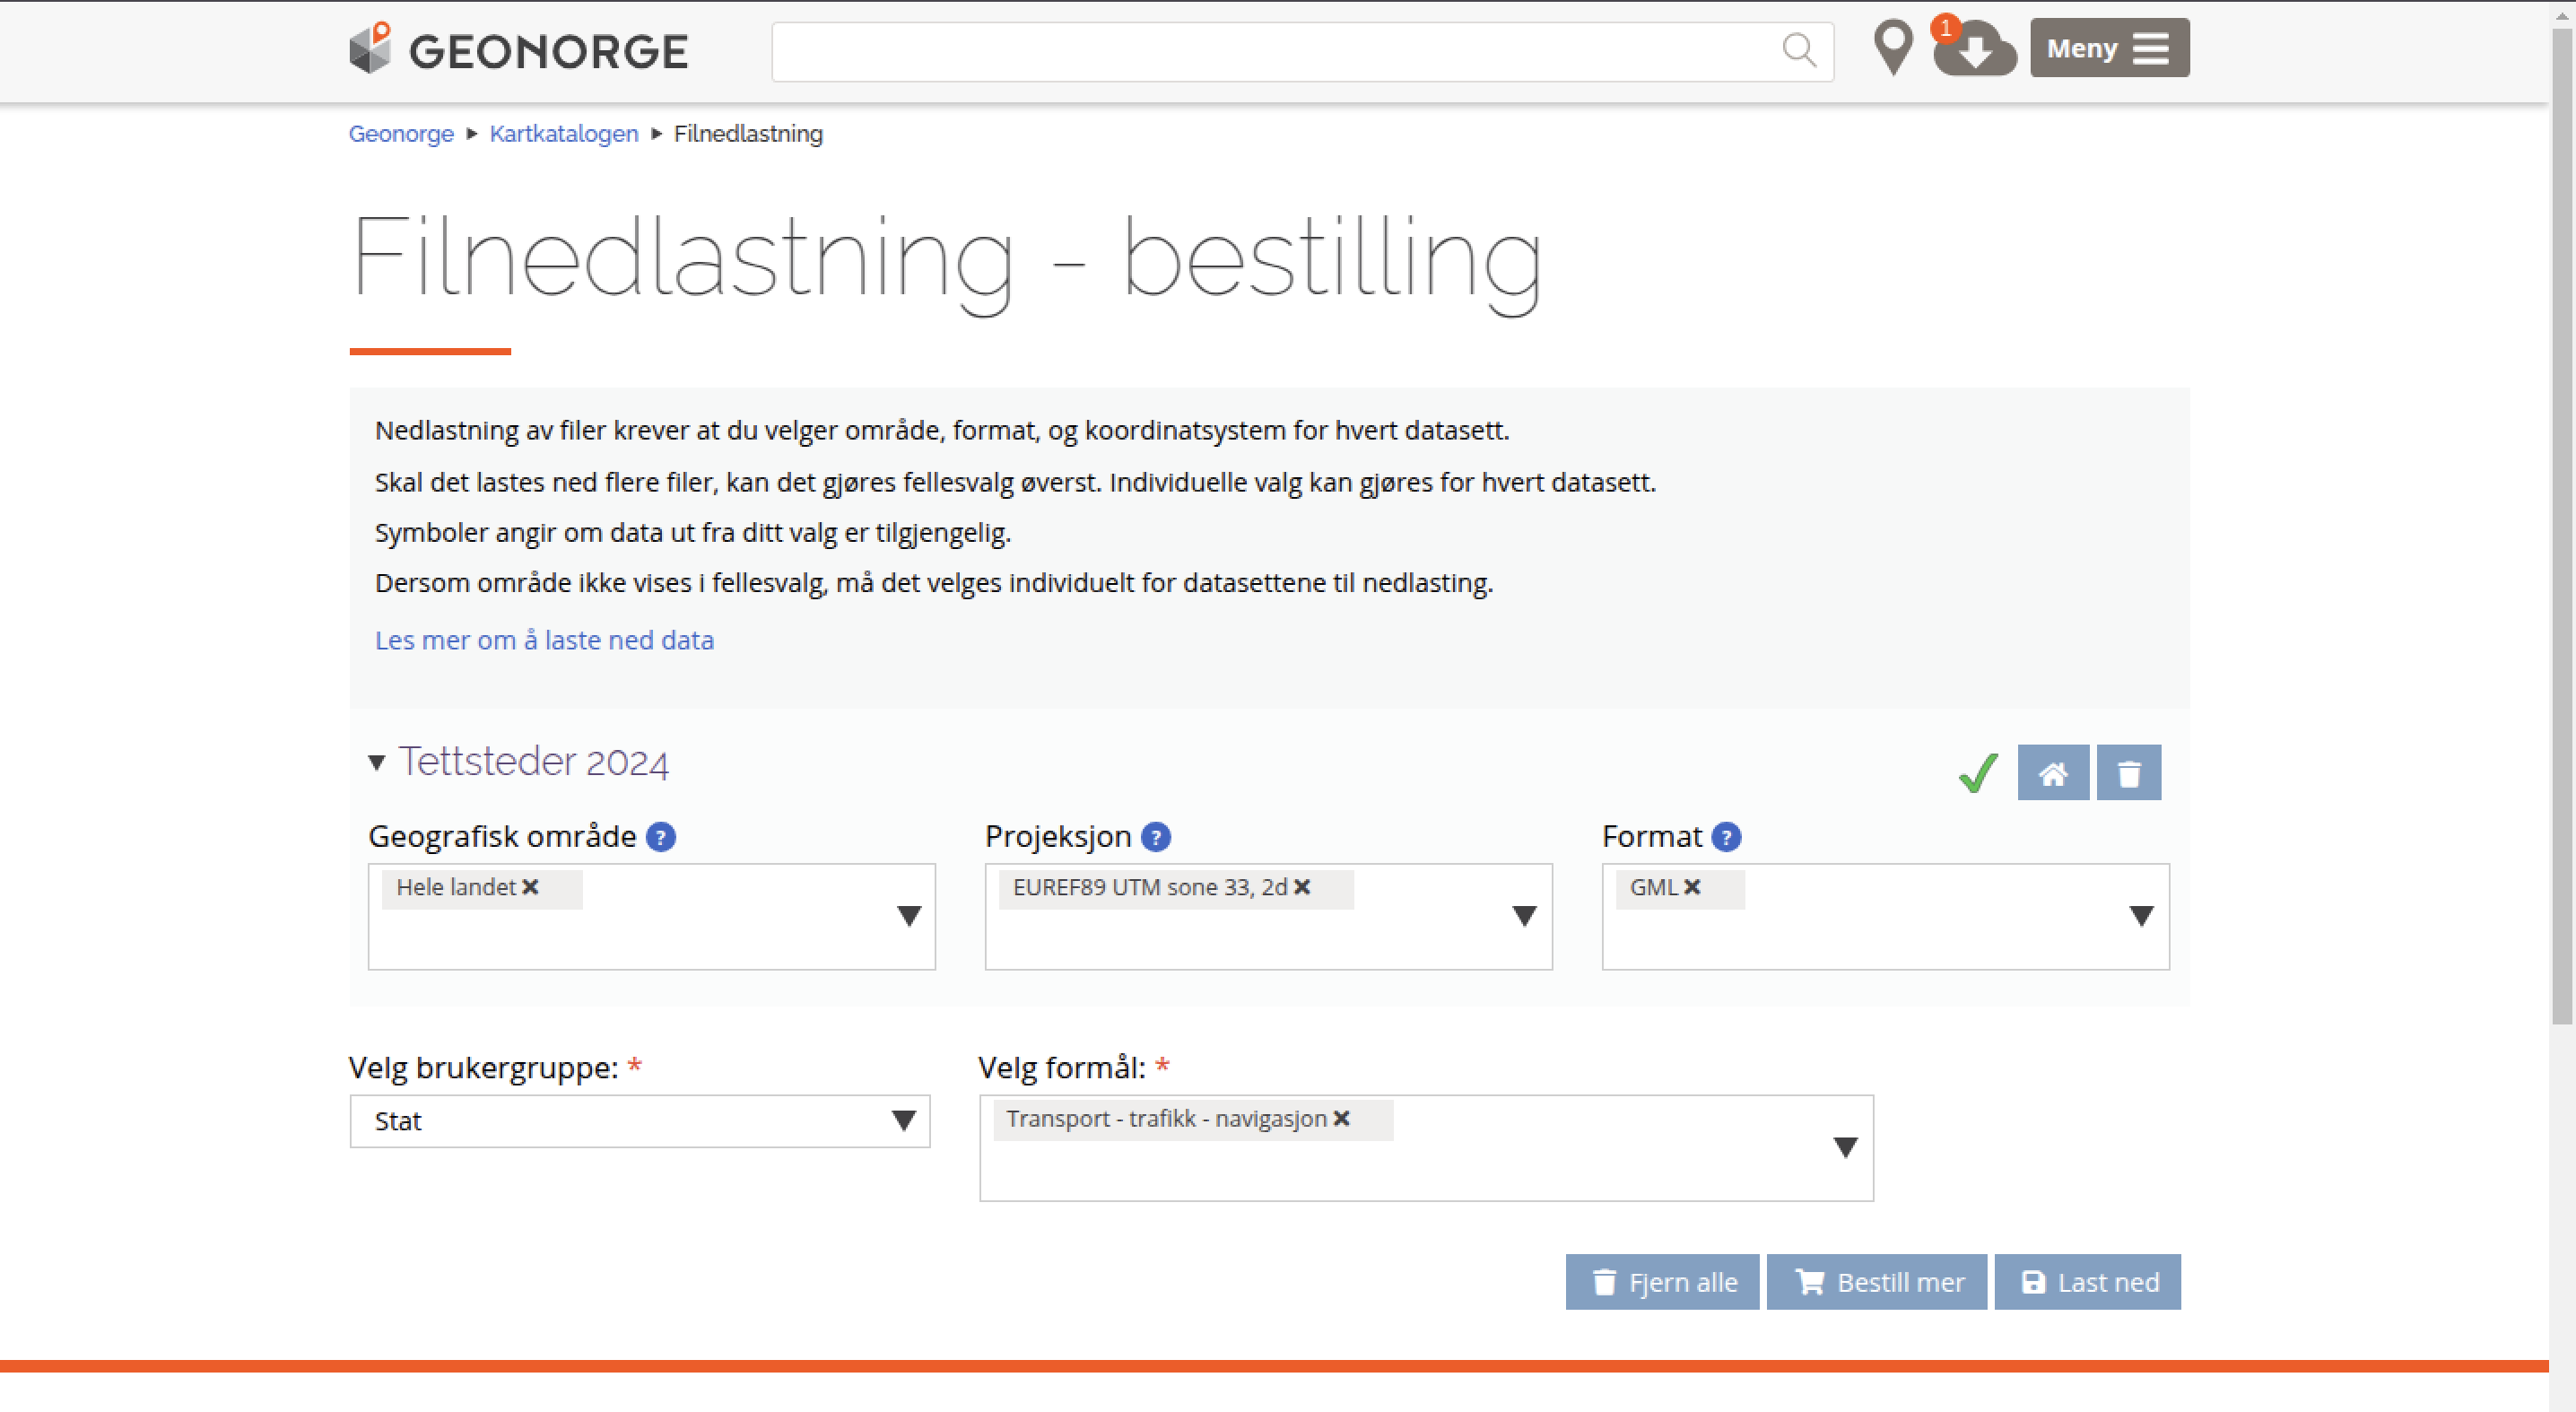 GEONORGE
1
Meny
Geonorge ▶ Kartkatalogen ▶ Filnedlastning
Filnedlastning - bestilling
Nedlastning av filer krever at du velger område, format, og koordinatsystem for hvert datasett.
Skal det lastes ned flere filer, kan det gjøres fellesvalg øverst. Individuelle valg kan gjøres for hvert datasett.
Symboler angir om data ut fra ditt valg er tilgjengelig.
Dersom område ikke vises i fellesvalg, må det velges individuelt for datasettene til nedlasting.
Les mer om å laste ned data
Tettsteder 2024
Geografisk område ? Projeksjon ? Format ?
Hele landet ✖ EUREF89 UTM sone 33, 2d ✖ GML ✖
Velg brukergruppe: * Velg formål: *
Stat Transport - trafikk - navigasjon ✖
Fjern alle Bestill mer Last ned